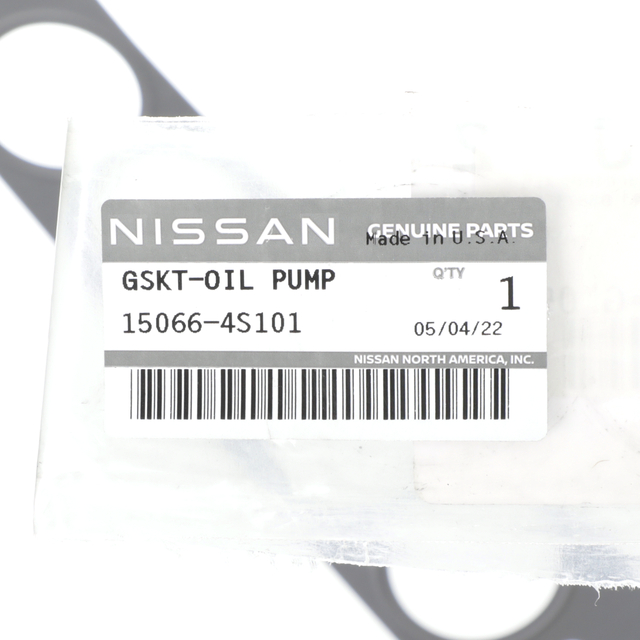 NISSAN GENUINE PARTS
Made in U.S.A.
GSKT-OIL PUMP
Q'TY 1
15066-4S101
05/04/22
NISSAN NORTH AMERICA, INC.